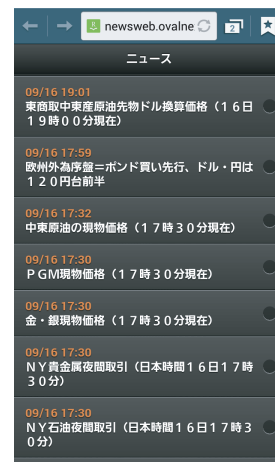 newsweb.ovalne
2
ニュース
09/16 19:01
東商取中東産原油先物ドル換算価格（１６日
１９時００分現在）
09/16 17:59
欧州外為序盤＝ポンド買い先行、ドル・円は
１２０円台前半
09/16 17:32
中東原油の現物価格（１７時３０分現在）
09/16 17:30
ＰＧＭ現物価格（１７時３０分現在）
09/16 17:30
金・銀現物価格（１７時３０分現在）
09/16 17:30
ＮＹ貴金属夜間取引（日本時間１６日１７時
３０分）
09/16 17:30
ＮＹ石油夜間取引（日本時間１６日１７時３
０分）